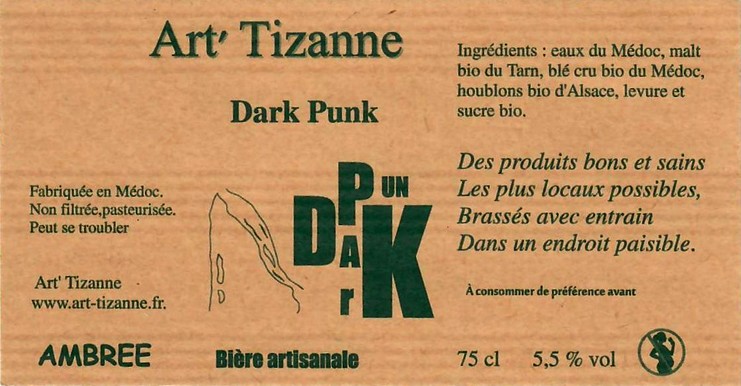 Art' Tizanne
Dark Punk
Ingrédients : eaux du Médoc, malt
bio du Tarn, blé cru bio du Médoc,
houblons bio d'Alsace, levure et
sucre bio.
Des produits bons et sains
Les plus locaux possibles,
Brassés avec entrain
Dans un endroit paisible.
À consommer de préférence avant
Fabriquée en Médoc.
Non filtrée,pasteurisée.
Peut se troubler
Art' Tizanne
www.art-tizanne.fr.
PUN
DArK
AMBREE
Bière artisanale
75 cl 5,5 % vol